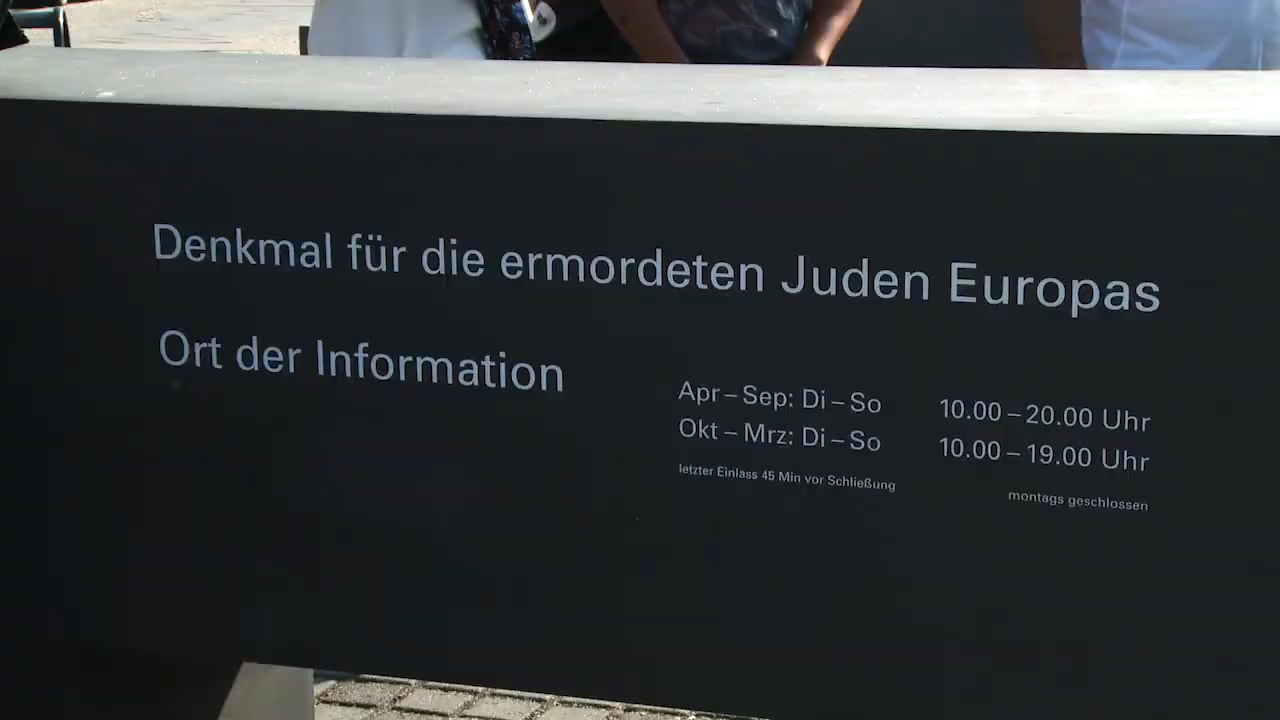 Denkmal für die ermordeten Juden Europas
Ort der Information
Apr – Sep: Di – So 10.00 – 20.00 Uhr
Okt – Mrz: Di – So 10.00 – 19.00 Uhr
letzter Einlass 45 Min vor Schließung montags geschlossen